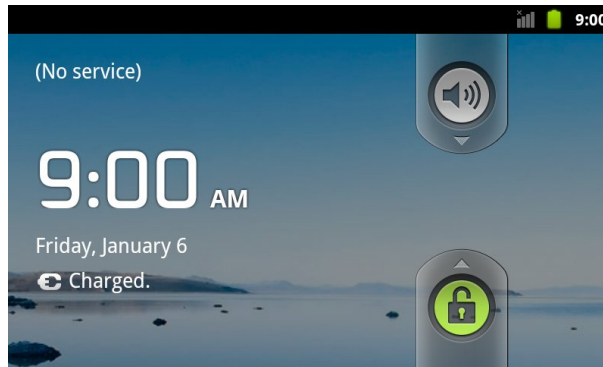 9:00
(No service)
9:00 AM
Friday, January 6
Charged.